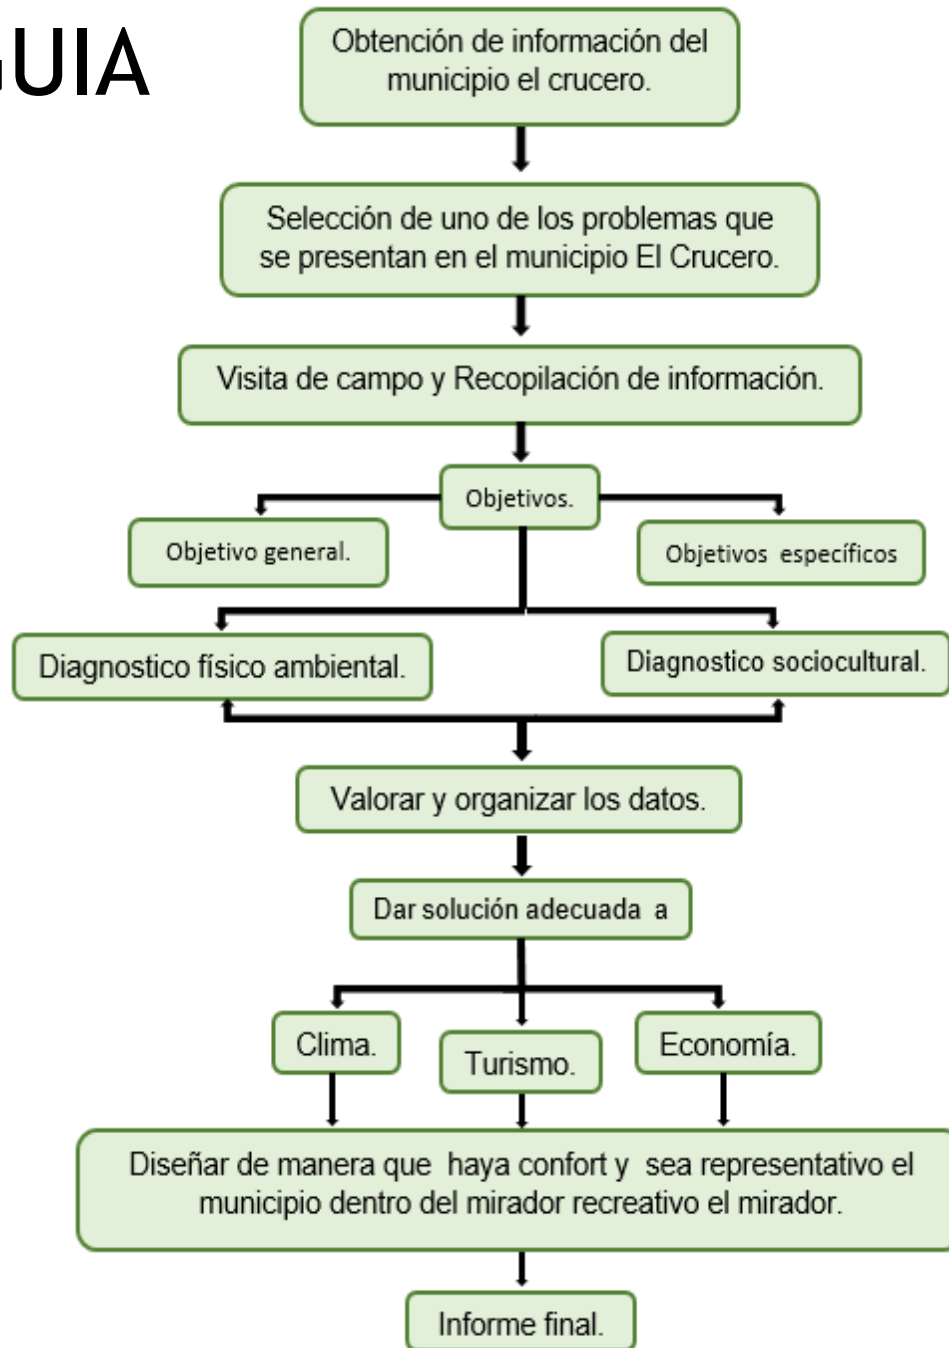 GUIA
Obtención de información del
municipio el crucero.
Selección de uno de los problemas que
se presentan en el municipio El Crucero.
Visita de campo y Recopilación de información.
Objetivos.
Objetivo general.
Objetivos específicos
Diagnostico físico ambiental.
Diagnostico sociocultural.
Valorar y organizar los datos.
Dar solución adecuada a
Clima.
Turismo.
Economía.
Diseñar de manera que haya confort y sea representativo el
municipio dentro del mirador recreativo el mirador.
Informe final.